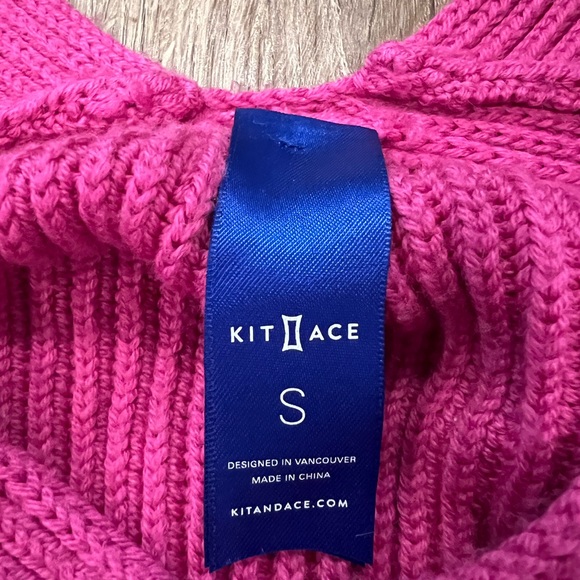 KIT ACE
S
DESIGNED IN VANCOUVER
MADE IN CHINA
KITANDACE.COM